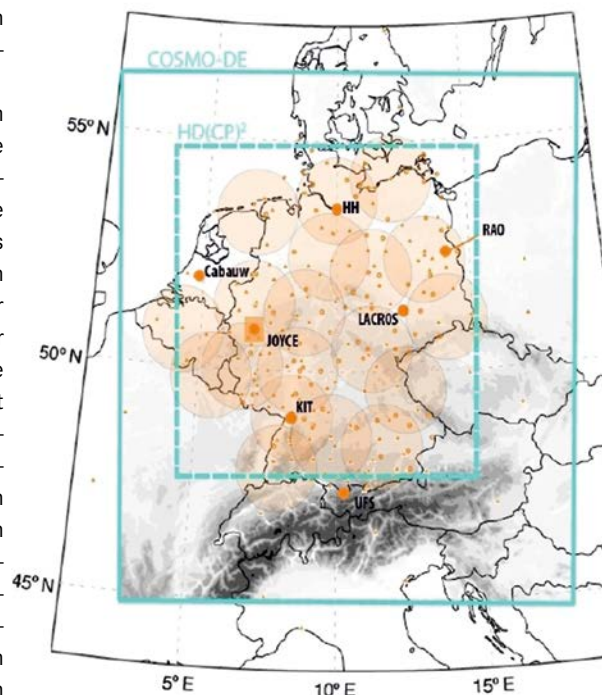 COSMO-DE
55° N
HD(CP)²
HH
RAO
Cabauw
LACROS
JOYCE
50° N
KIT
UFS
45° N
5° E
10° E
15° E